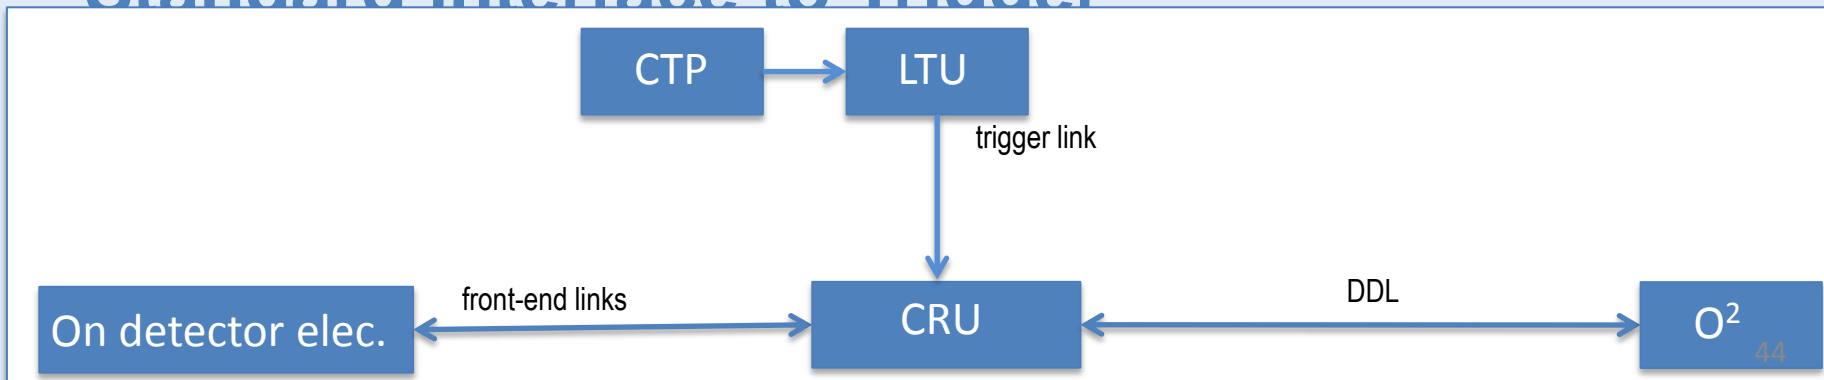 CTP
LTU
trigger link
front-end links
DDL
On detector elec.
CRU
O²
44